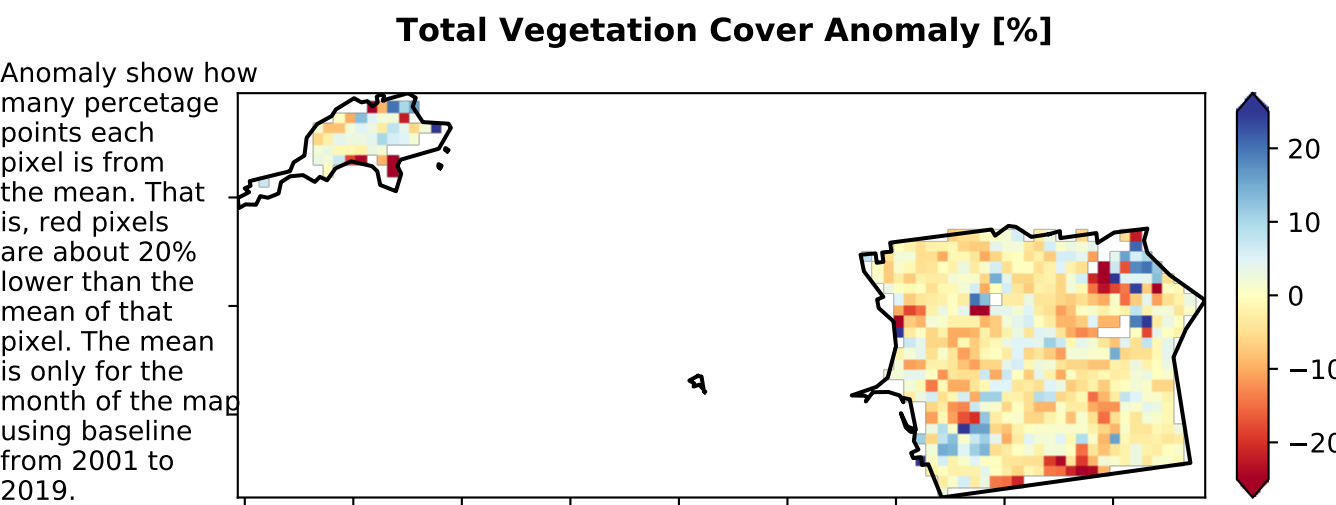 Total Vegetation Cover Anomaly [%]
Anomaly show how
many percetage
points each
pixel is from
the mean. That
is, red pixels
are about 20%
lower than the
mean of that
pixel. The mean
is only for the
month of the map
using baseline
from 2001 to
2019.
20
10
0
−10
−20